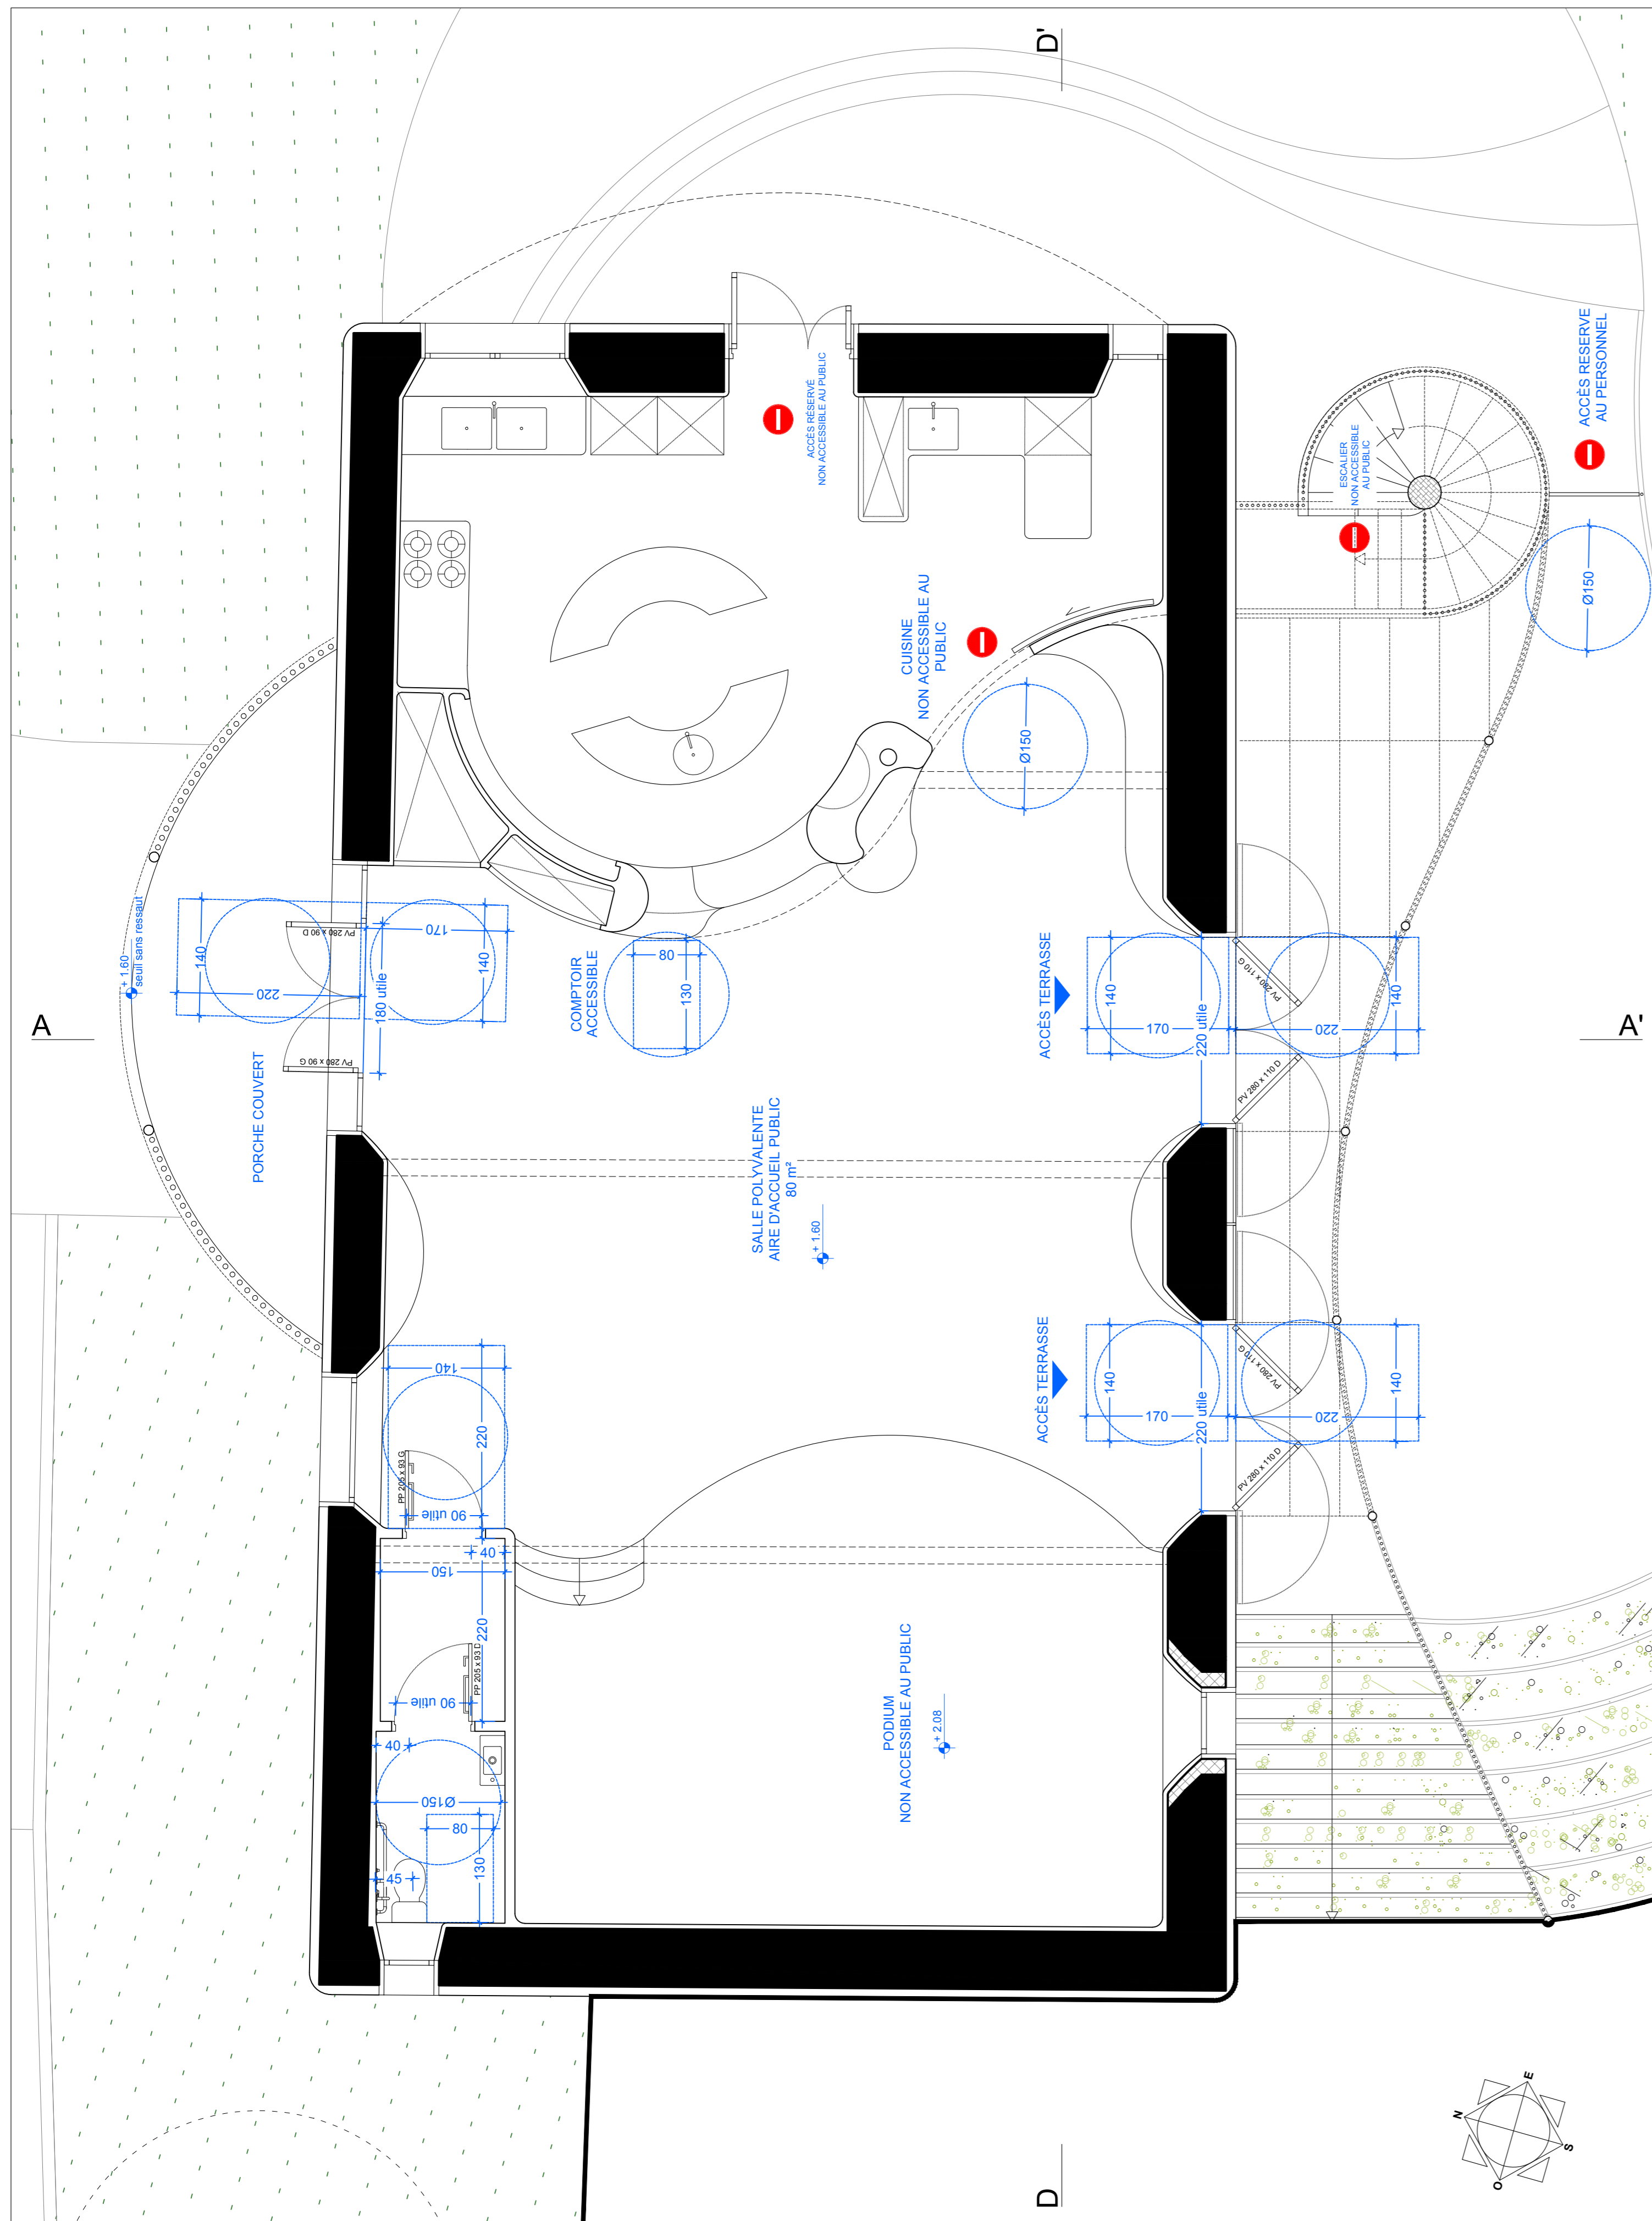 D'
ACCÈS RÉSERVÉ
NON ACCESSIBLE AU PUBLIC
ACCÈS RESERVE
AU PERSONNEL
ESCALIER
NON ACCESSIBLE
AU PUBLIC
Ø150
CUISINE
NON ACCESSIBLE AU
PUBLIC
Ø150
+ 1.60
seuil sans ressaut
140
220
PV 280 x 90 D
170
140
180 utile
PV 280 x 90 G
PORCHE COUVERT
COMPTOIR
ACCESSIBLE
80
130
ACCÈS TERRASSE
140
170
220 utile
PV 280 x 110 G
140
220
PV 280 x 110 D
A
A'
SALLE POLYVALENTE
AIRE D'ACCUEIL PUBLIC
80 m²
+ 1.60
ACCÈS TERRASSE
140
170
220 utile
PV 280 x 110 G
140
220
PV 280 x 110 D
140
220
PP 205 x 93 G
90 utile
40
150
220
PP 205 x 93 D
90 utile
40
Ø150
80
130
45
PODIUM
NON ACCESSIBLE AU PUBLIC
+ 2.08
N
E
S
O
D